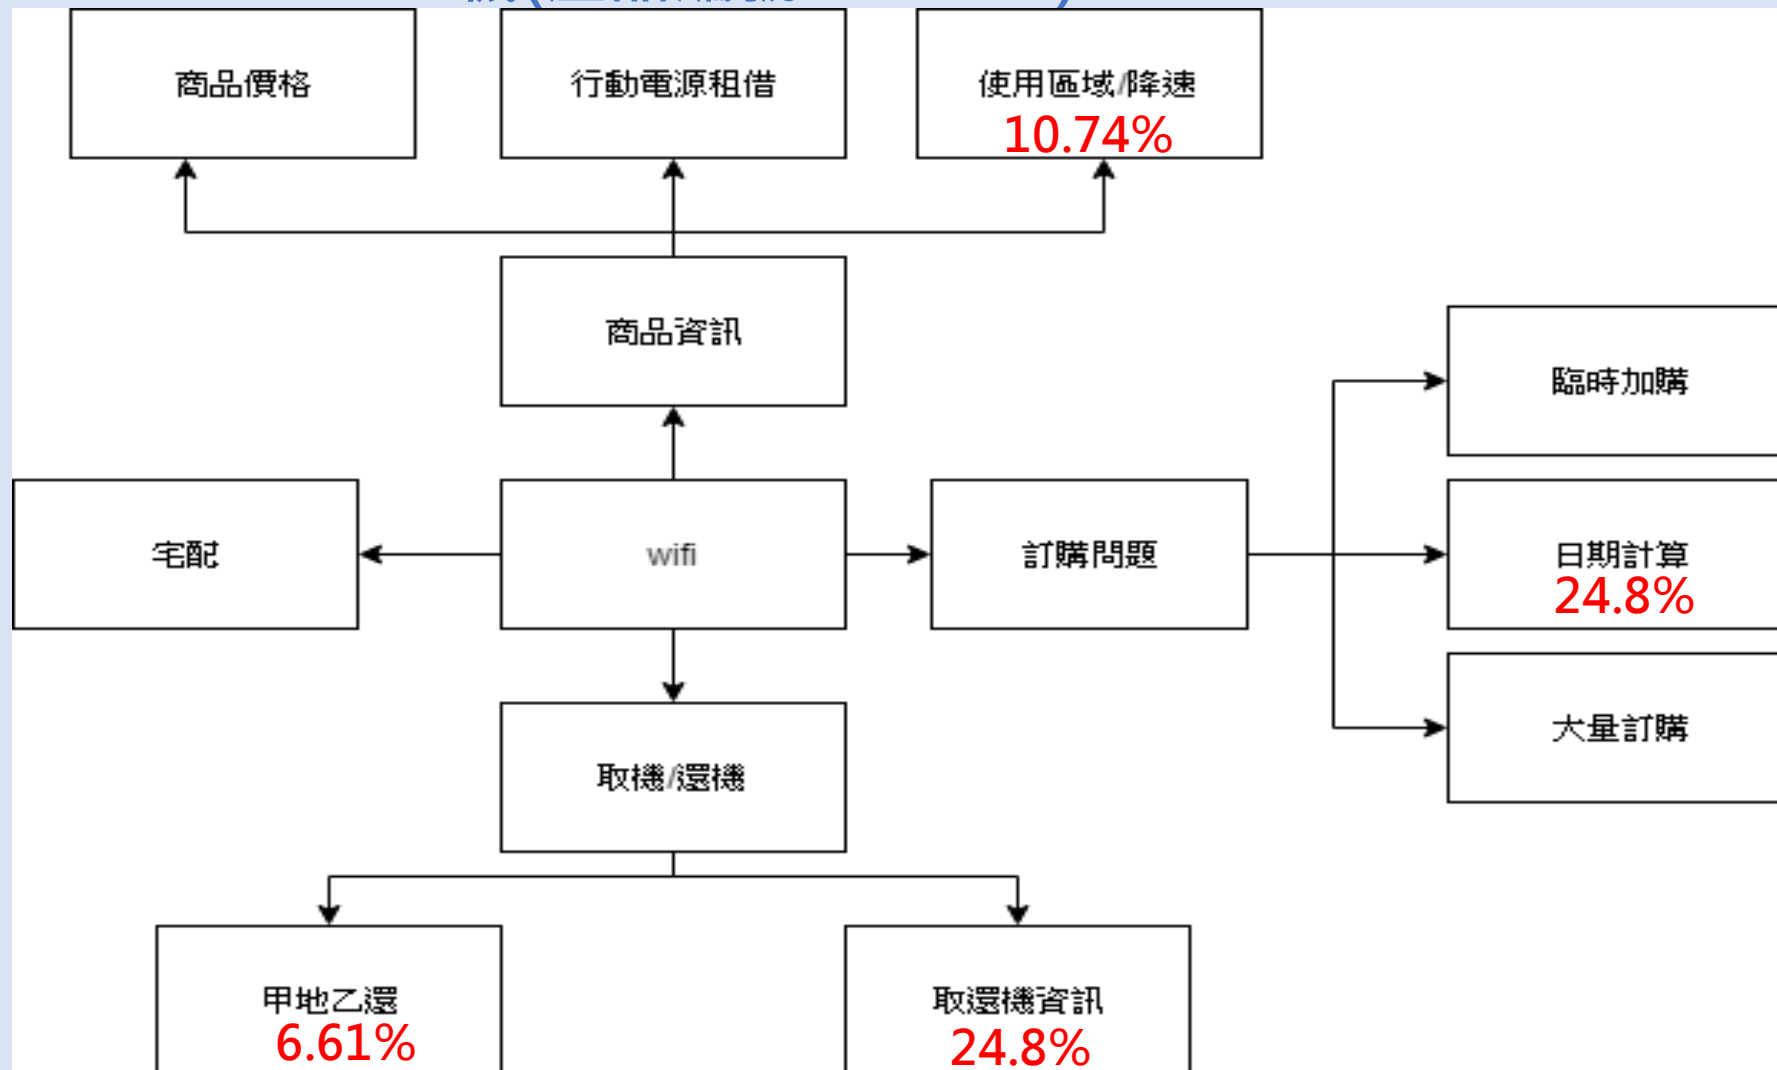 商品價格
行動電源租借
使用區域/降速
10.74%
商品資訊
臨時加購
宅配
wifi
訂購問題
日期計算
24.8%
大量訂購
取機/還機
甲地乙還
6.61%
取還機資訊
24.8%